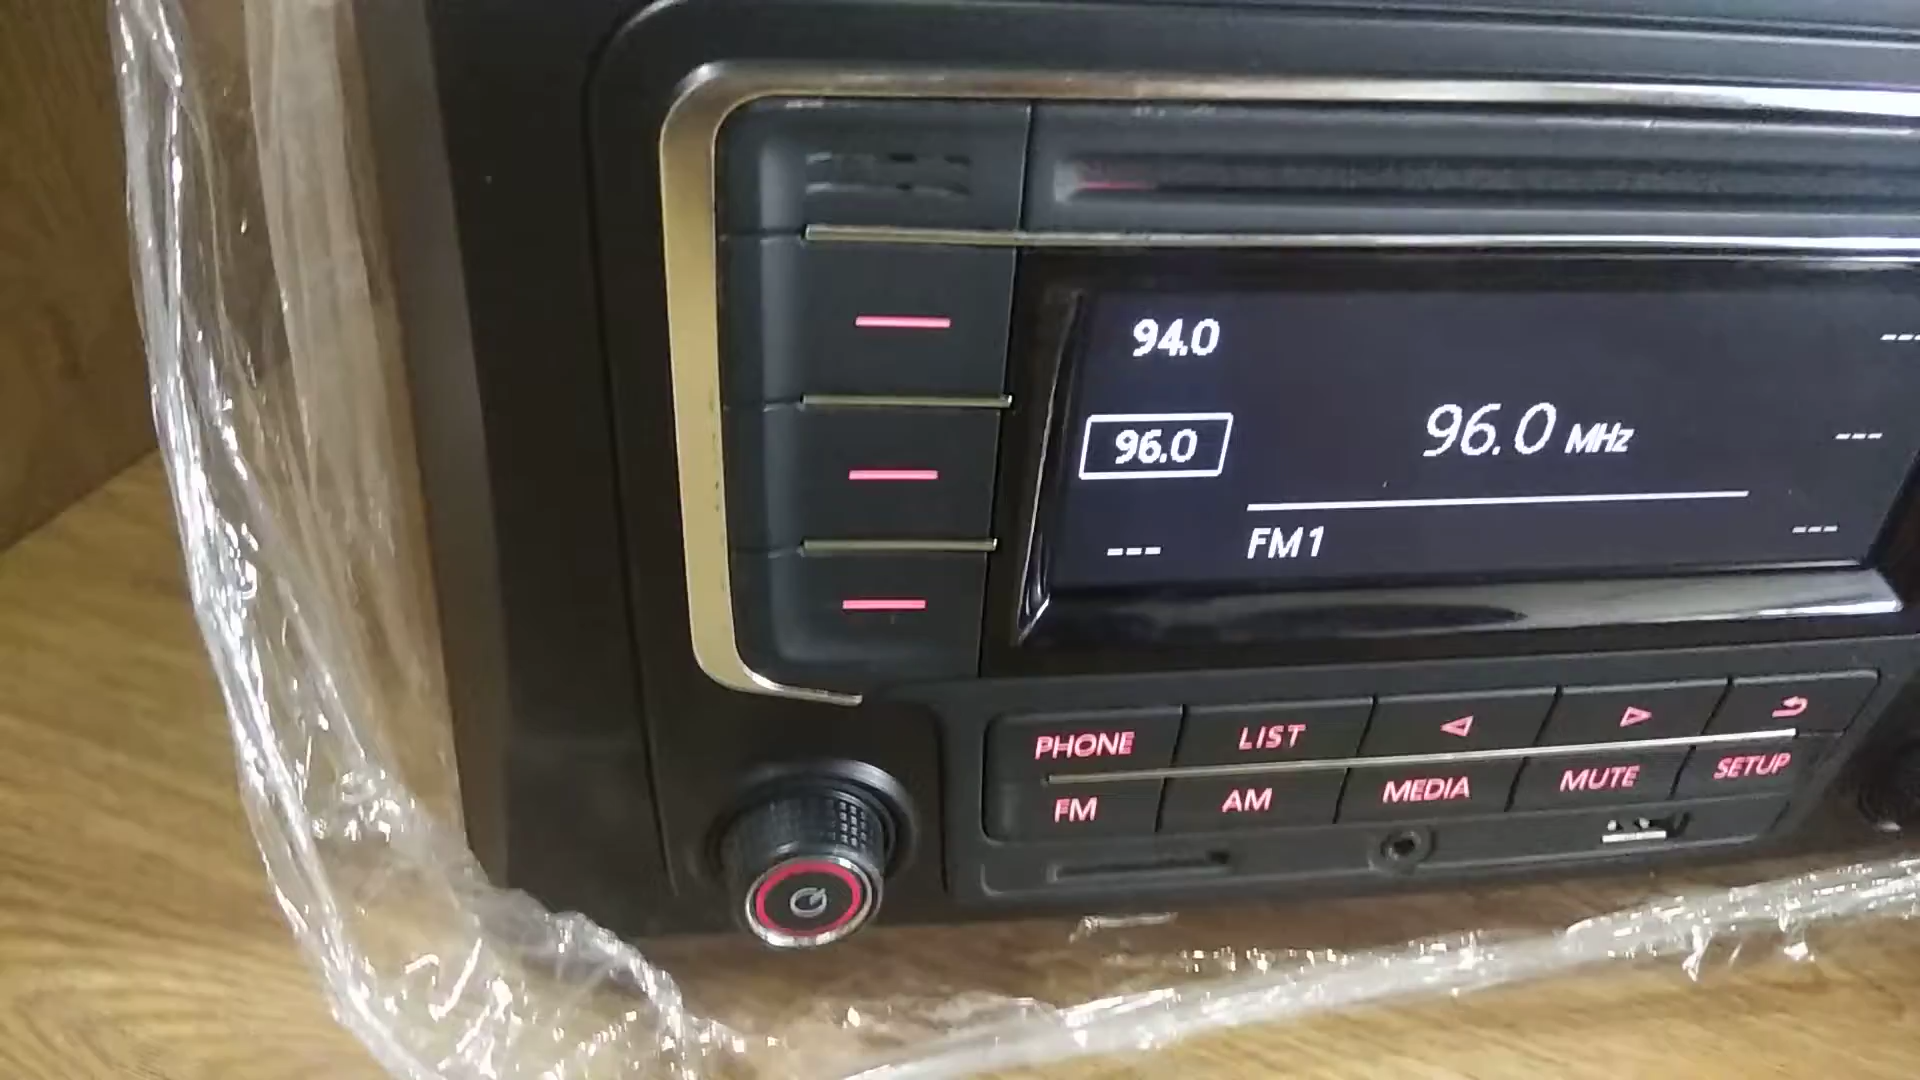 94.0
96.0
96.0 MHz
---
---
---
---
FM1
PHONE LIST
FM AM MEDIA MUTE SETUP